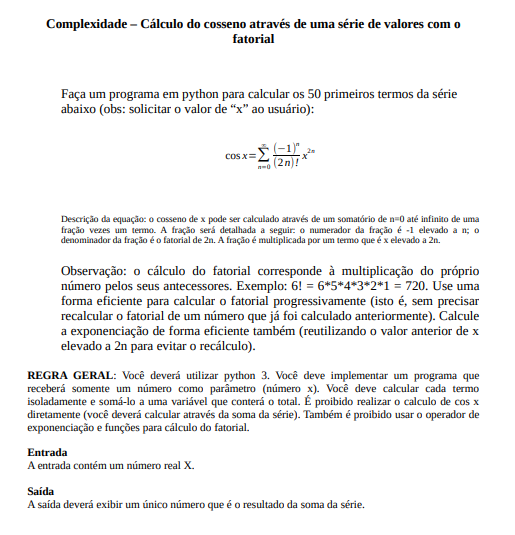 Complexidade – Cálculo do cosseno através de uma série de valores com o
fatorial
Faça um programa em python para calcular os 50 primeiros termos da série
abaixo (obs: solicitar o valor de “x” ao usuário):
cos x=∑_{n=0}^{∞} \frac{(−1)^n}{(2n)!} x^{2n}
Descrição da equação: o cosseno de x pode ser calculado através de um somatório de n=0 até infinito de uma
fração vezes um termo. A fração será detalhada a seguir: o numerador da fração é -1 elevado a n; o
denominador da fração é o fatorial de 2n. A fração é multiplicada por um termo que é x elevado a 2n.
Observação: o cálculo do fatorial corresponde à multiplicação do próprio
número pelos seus antecessores. Exemplo: 6! = 6*5*4*3*2*1 = 720. Use uma
forma eficiente para calcular o fatorial progressivamente (isto é, sem precisar
recalcular o fatorial de um número que já foi calculado anteriormente). Calcule
a exponenciação de forma eficiente também (reutilizando o valor anterior de x
elevado a 2n para evitar o recálculo).
REGRA GERAL: Você deverá utilizar python 3. Você deve implementar um programa que
receberá somente um número como parâmetro (número x). Você deve calcular cada termo
isoladamente e somá-lo a uma variável que conterá o total. É proibido realizar o calculo de cos x
diretamente (você deverá calcular através da soma da série). Também é proibido usar o operador de
exponenciação e funções para cálculo do fatorial.
Entrada
A entrada contém um número real X.
Saída
A saída deverá exibir um único número que é o resultado da soma da série.